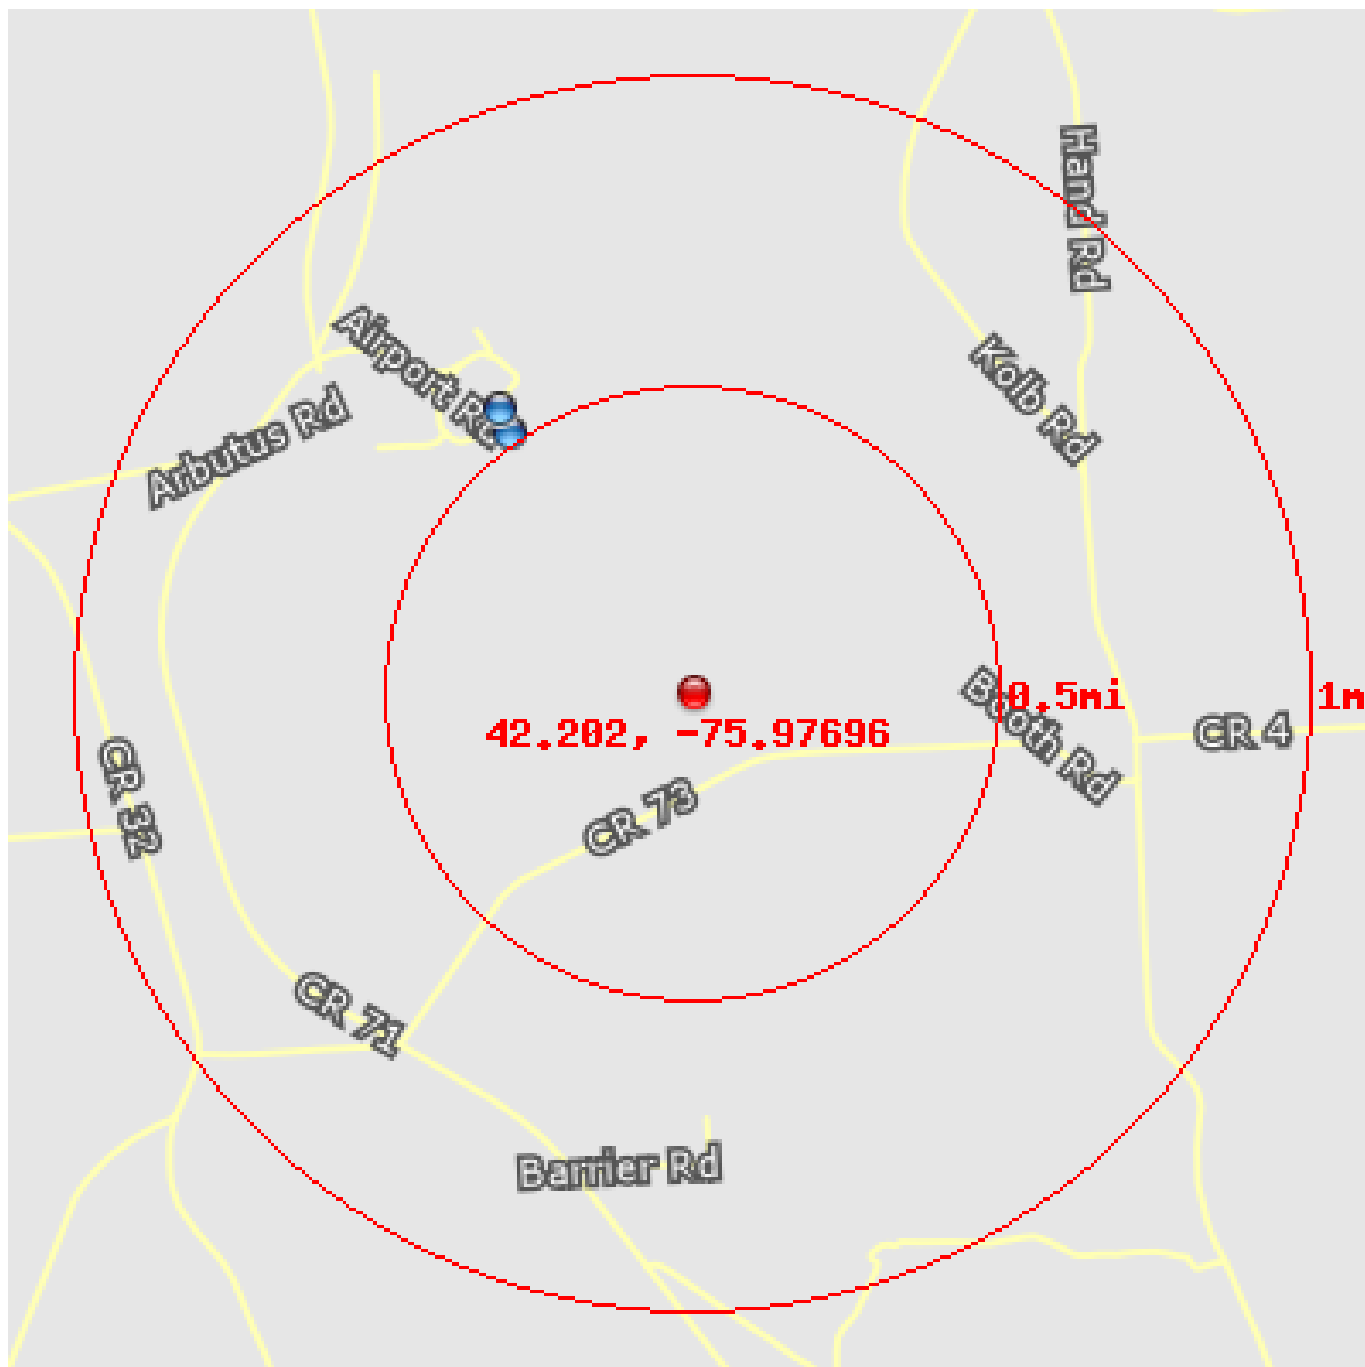 Hand Rd
Airport Rd
Kolb Rd
Arbutus Rd
0.5mi
1m
Booth Rd
42.202, -75.97696
CR 4
CR 32
CR 73
CR 71
Barrier Rd